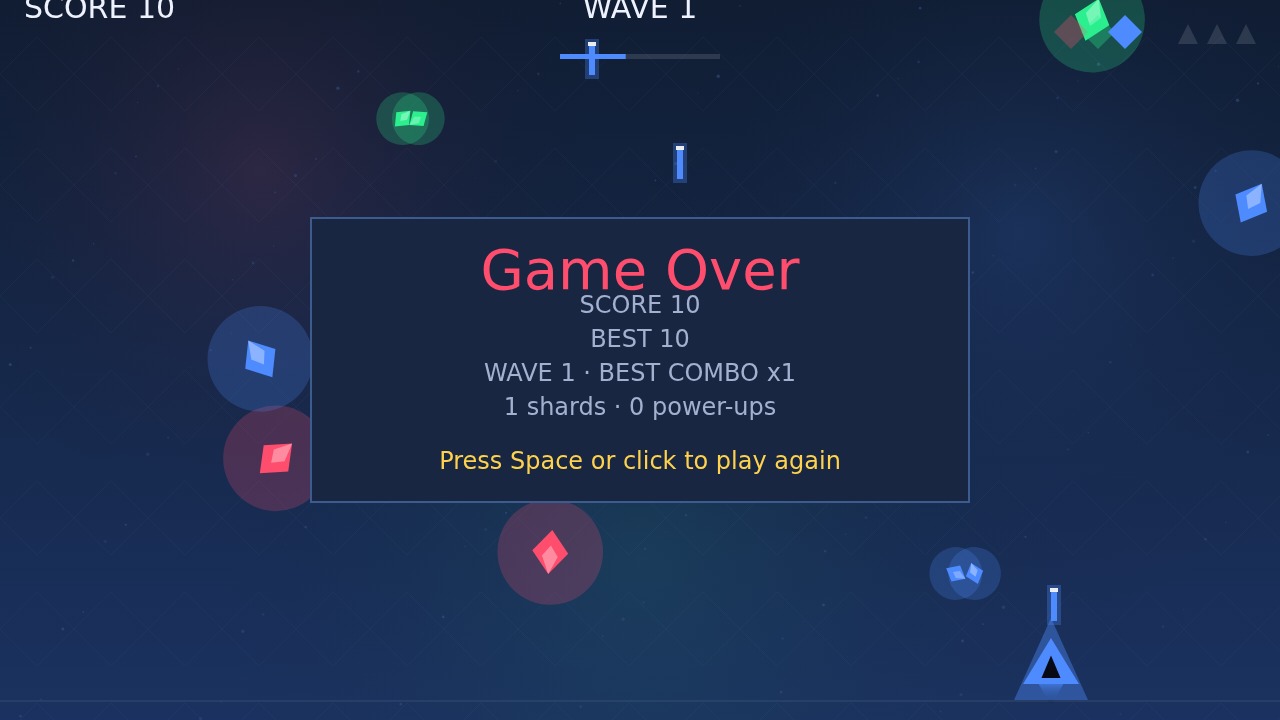 SCORE 10
WAVE 1
Game Over
SCORE 10
BEST 10
WAVE 1 · BEST COMBO x1
1 shards · 0 power-ups
Press Space or click to play again